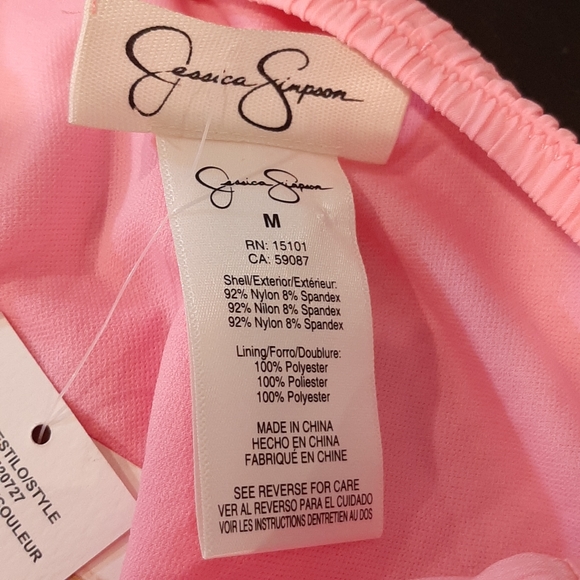 Jessica Simpson
Jessica Simpson
M
RN: 15101
CA: 59087
Shell/Exterior/Extérieur:
92% Nylon 8% Spandex
92% Nilon 8% Spandex
92% Nylon 8% Spandex
Lining/Forro/Doublure:
100% Polyester
100% Poliester
100% Polyester
MADE IN CHINA
HECHO EN CHINA
FABRIQUÉ EN CHINE
SEE REVERSE FOR CARE
VER AL REVERSO PARA EL CUIDADO
VOIR LES INSTRUCTIONS DENTRETIEN AU DOS
ESTILO/STYLE
COULEUR